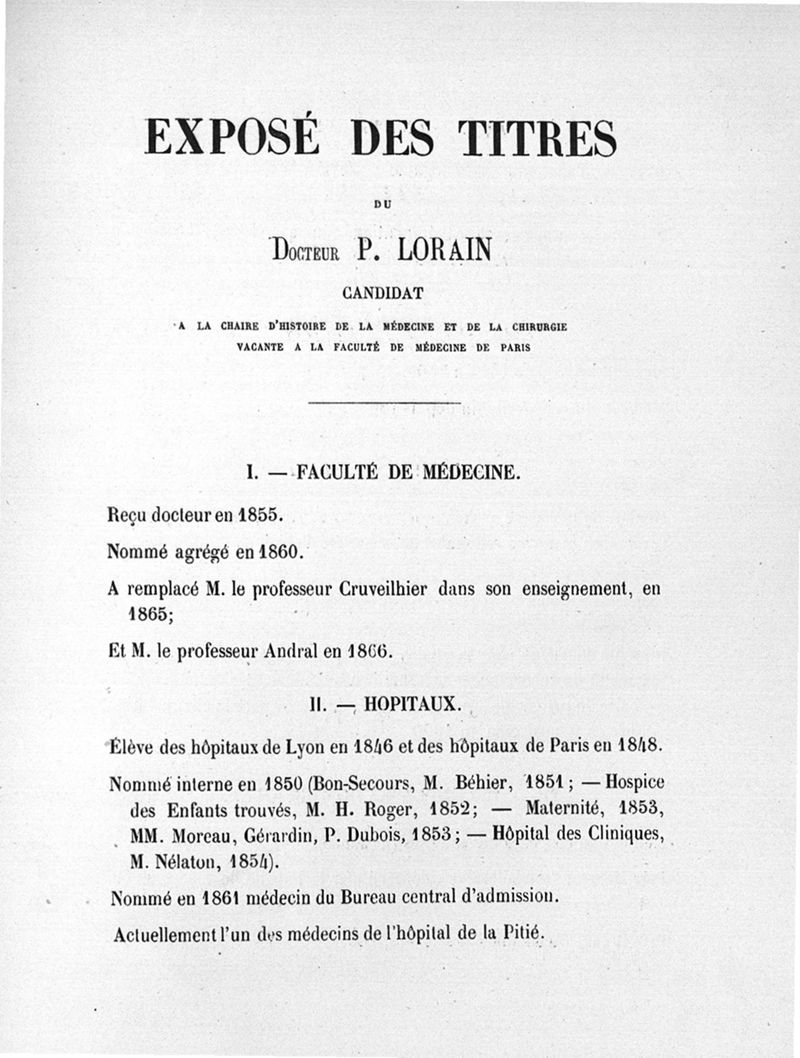 EXPOSÉ DES TITRES
DU
DOCTEUR P. LORAIN
CANDIDAT
A LA CHAIRE D'HISTOIRE DE LA MÉDECINE ET DE LA CHIRURGIE
VACANTE A LA FACULTÉ DE MÉDECINE DE PARIS
I. — FACULTÉ DE MÉDECINE.
Reçu docteur en 1855.
Nommé agrégé en 1860.
A remplacé M. le professeur Cruveilhier dans son enseignement, en
1865;
Et M. le professeur Andral en 1866.
II. — HOPITAUX.
Élève des hôpitaux de Lyon en 1846 et des hôpitaux de Paris en 1848.
Nommé interne en 1850 (Bon-Secours, M. Béhier, 1851 ; — Hospice
des Enfants trouvés, M. H. Roger, 1852; — Maternité, 1853,
MM. Moreau, Gérardin, P. Dubois, 1853 ; — Hôpital des Cliniques,
M. Nélaton, 1854).
Nommé en 1861 médecin du Bureau central d'admission.
Actuellement l'un des médecins de l'hôpital de la Pitié.